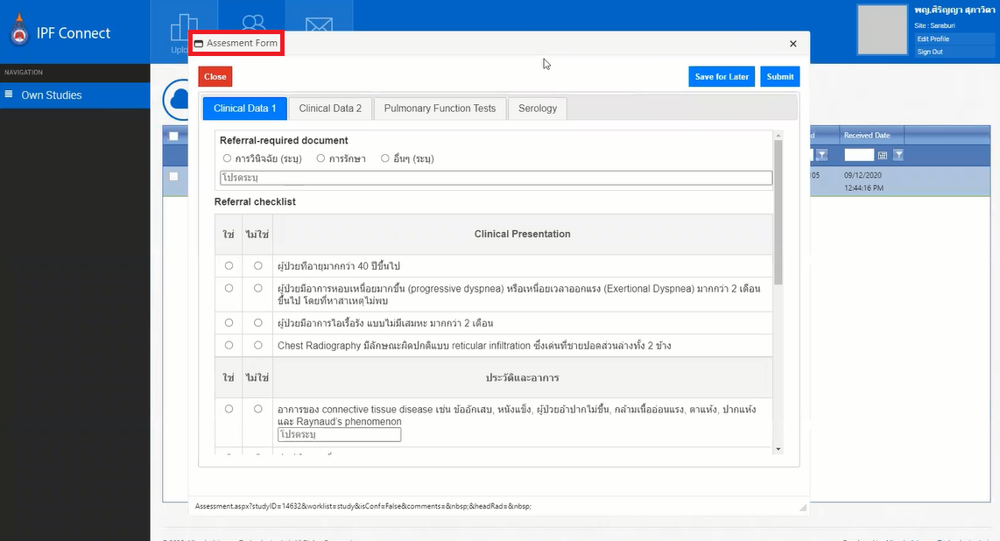 IPF Connect
พญ.ศิริญญา สุภาวิตา
Site : Saraburi
Edit Profile
Sign Out
NAVIGATION
Own Studies
Assesment Form
Close
Save for Later
Submit
Clinical Data 1
Clinical Data 2
Pulmonary Function Tests
Serology
Referral-required document
การวินิจฉัย (ระบุ)
การรักษา
อื่นๆ (ระบุ)
โปรดระบุ
Referral checklist
ใช่
ไม่ใช่
Clinical Presentation
ผู้ป่วยที่อายุมากกว่า 40 ปีขึ้นไป
ผู้ป่วยมีอาการหอบเหนื่อยมากขึ้น (progressive dyspnea) หรือเหนื่อยเวลาออกแรง (Exertional Dyspnea) มากกว่า 2 เดือน
ขึ้นไป โดยที่หาสาเหตุไม่พบ
ผู้ป่วยมีอาการไอเรื้อรัง แบบไม่มีเสมหะ มากกว่า 2 เดือน
Chest Radiography มีลักษณะผิดปกติแบบ reticular infiltration ซึ่งเด่นที่ชายปอดส่วนล่างทั้ง 2 ข้าง
ใช่
ไม่ใช่
ประวัติและอาการ
อาการของ connective tissue disease เช่น ข้ออักเสบ, หนังแข็ง, ผู้ป่วยอ้าปากไม่ขึ้น, กล้ามเนื้ออ่อนแรง, ตาแห้ง, ปากแห้ง
และ Raynaud's phenomenon
โปรดระบุ
Received Date
05
09/12/2020
12:44:16 PM
Assessment.aspx?studyID=14632&worklist=study&isConf=False&comments=&nbsp;&headRad=&nbsp;